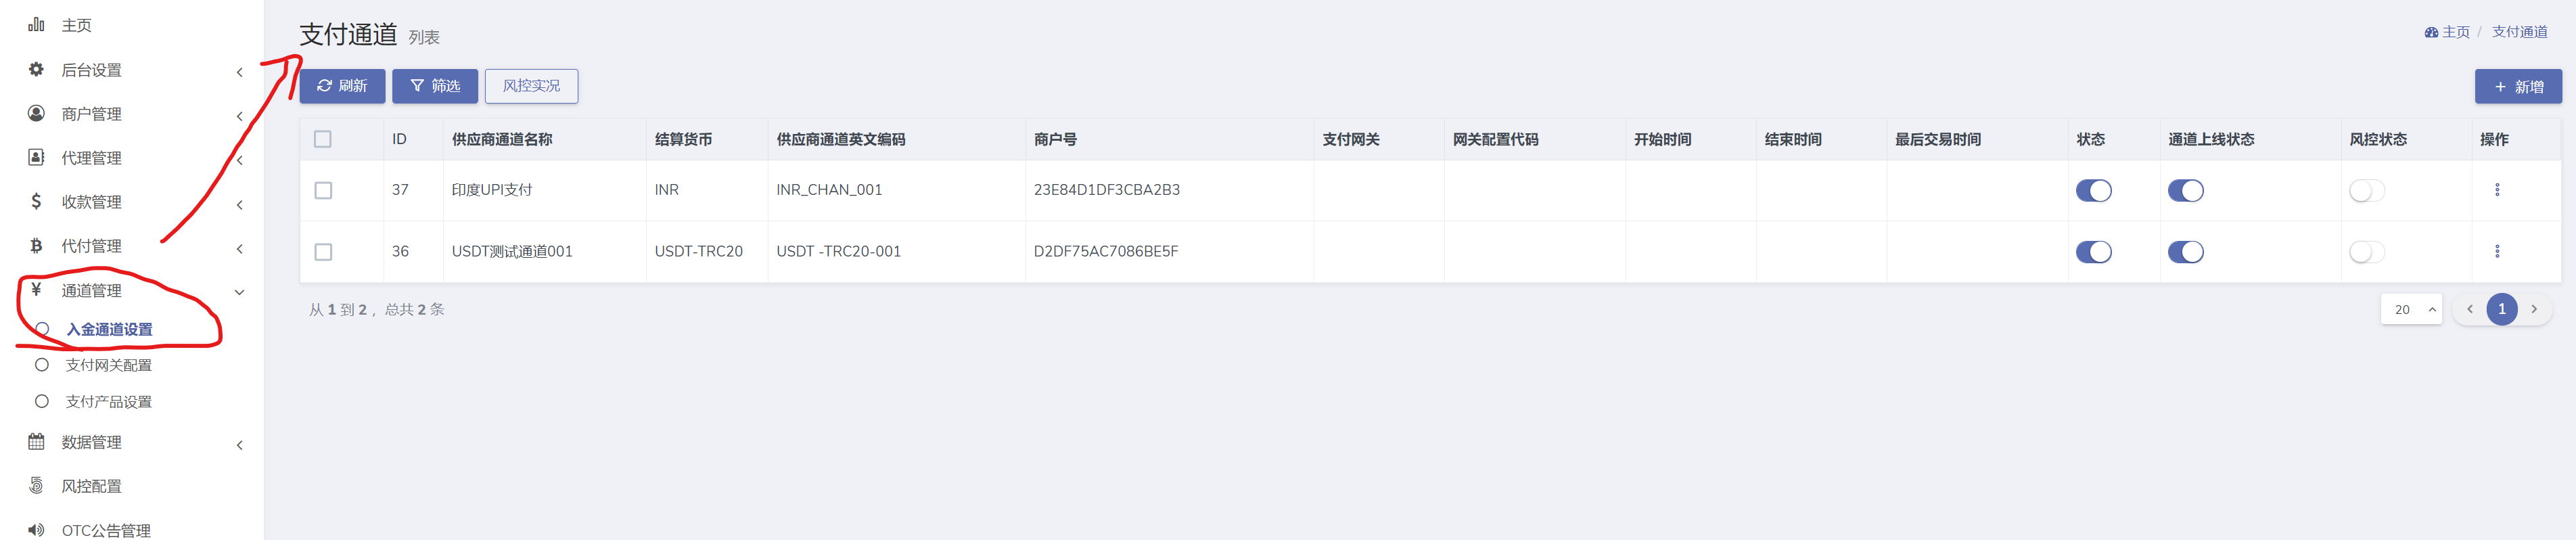 主页
后台设置
商户管理
代理管理
收款管理
代付管理
通道管理
入金通道设置
支付网关配置
支付产品设置
数据管理
风控配置
OTC公告管理
支付通道 列表
主页 / 支付通道
刷新 筛选 风控实况
+ 新增
ID 供应商通道名称 结算货币 供应商通道英文编码 商户号 支付网关 网关配置代码 开始时间 结束时间 最后交易时间 状态 通道上线状态 风控状态 操作
37 印度UPI支付 INR INR_CHAN_001 23E84D1DF3CBA2B3
36 USDT测试通道001 USDT-TRC20 USDT -TRC20-001 D2DF75AC7086BE5F
从 1 到 2 ，总共 2 条
20 1